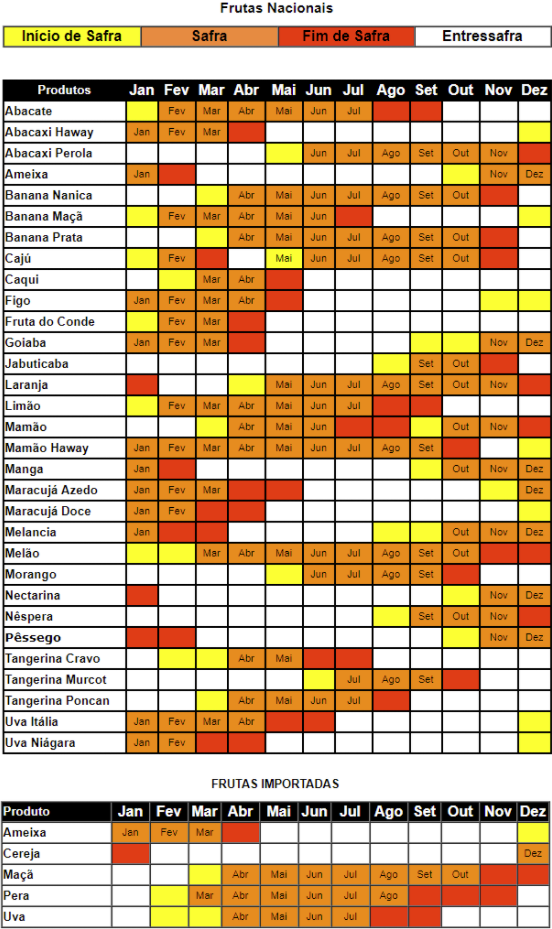 Frutas Nacionais
Início de Safra Safra Fim de Safra Entressafra
Produtos Jan Fev Mar Abr Mai Jun Jul Ago Set Out Nov Dez
Abacate Fev Mar Abr Mai Jun Jul
Abacaxi Haway Jan Fev Mar
Abacaxi Perola Jun Jul Ago Set Out Nov
Ameixa Jan Nov Dez
Banana Nanica Abr Mai Jun Jul Ago Set Out
Banana Maçã Fev Mar Abr Mai Jun
Banana Prata Abr Mai Jun Jul Ago Set Out
Cajú Fev Mai Jun Jul Ago Set Out
Caqui Mar Abr
Figo Jan Fev Mar Abr
Fruta do Conde Fev Mar
Goiaba Jan Fev Mar Nov Dez
Jabuticaba Set Out
Laranja Mai Jun Jul Ago Set Out Nov
Limão Fev Mar Abr Mai Jun Jul
Mamão Abr Mai Jun Out Nov
Mamão Haway Jan Fev Mar Abr Mai Jun Jul Ago Set
Manga Jan Out Nov Dez
Maracujá Azedo Jan Fev Mar Dez
Maracujá Doce Jan Fev
Melancia Jan Out Nov Dez
Melão Mar Abr Mai Jun Jul Ago Set Out
Morango Jun Jul Ago Set
Nectarina Nov Dez
Nêspera Set Out Nov
Pêssego Nov Dez
Tangerina Cravo Abr Mai
Tangerina Murcot Jul Ago Set
Tangerina Poncan Abr Mai Jun Jul
Uva Itália Jan Fev Mar Abr
Uva Niágara Jan Fev
FRUTAS IMPORTADAS
Produto Jan Fev Mar Abr Mai Jun Jul Ago Set Out Nov Dez
Ameixa Jan Fev Mar
Cereja Dez
Maçã Abr Mai Jun Jul Ago Set Out
Pera Mar Abr Mai Jun Jul Ago
Uva Abr Mai Jun Jul